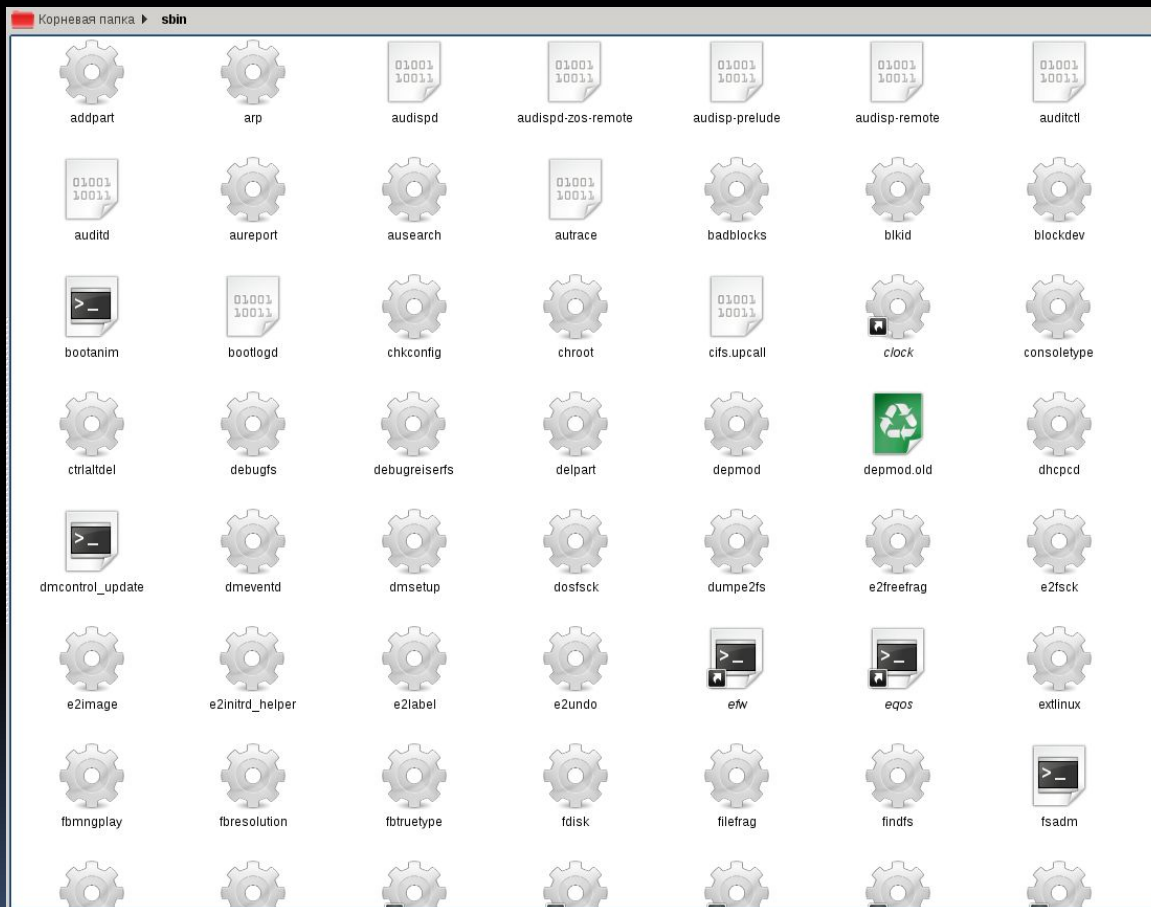 Корневая папка sbin
addpart arp audispd audispd-zos-remote audisp-prelude audisp-remote auditctl
auditd aureport ausearch autrace badblocks blkid blockdev
bootanim bootlogd chkconfig chroot cifs.upcall clock consoletype
ctrlaltdel debugfs debugreiserfs delpart depmod depmod.old dhcpcd
dmcontrol_update dmeventd dmsetup dosfsck dumpe2fs e2freefrag e2fsck
e2image e2initrd_helper e2label e2undo efw eqos extlinux
fbmngplay fbresolution fbtruetype fdisk filefrag findfs fsadm